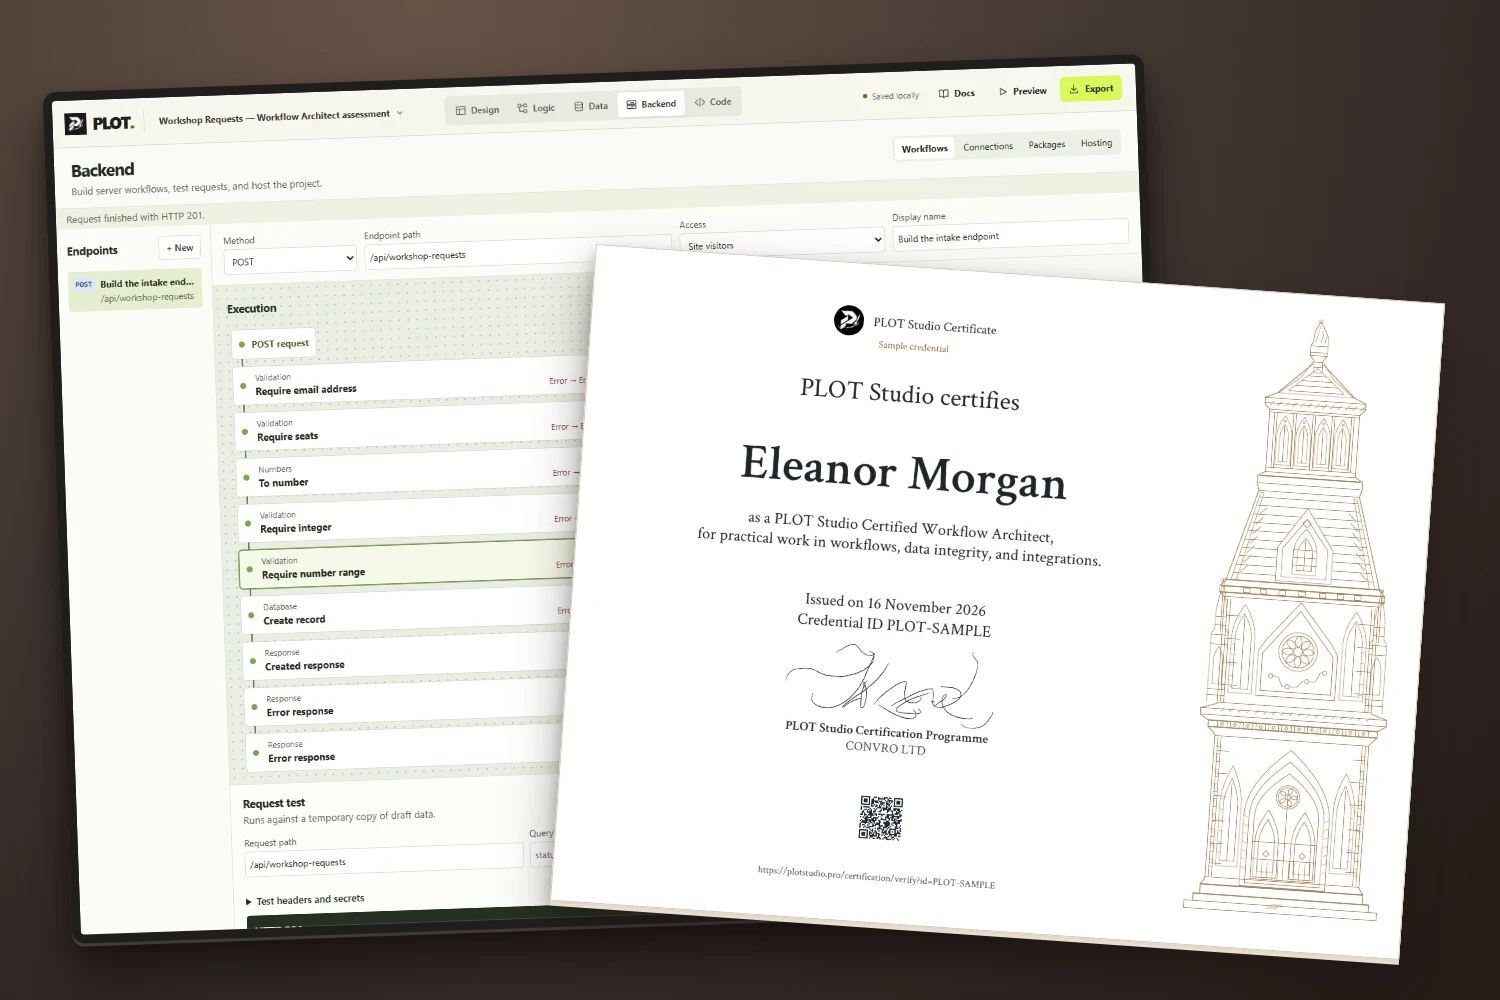 PLOT.
Workshop Requests — Workflow Architect assessment
Design
Logic
Data
Backend
Code
Saved locally
Docs
Preview
Export
Backend
Build server workflows, test requests, and host the project.
Workflows
Connections
Packages
Hosting
Request finished with HTTP 201.
Endpoints
+ New
POST
Build the intake end...
/api/workshop-requests
Method
POST
Endpoint path
/api/workshop-requests
Access
Site visitors
Display name
Build the intake endpoint
Execution
POST request
Validation
Require email address
Error →
Validation
Require seats
Error →
Numbers
To number
Error →
Validation
Require integer
Error
Validation
Require number range
Error
Database
Create record
Response
Created response
Response
Error response
Response
Error response
Request test
Runs against a temporary copy of draft data.
Request path
/api/workshop-requests
Query
Test headers and secrets
PLOT Studio Certificate
Sample credential
PLOT Studio certifies
Eleanor Morgan
as a PLOT Studio Certified Workflow Architect,
for practical work in workflows, data integrity, and integrations.
Issued on 16 November 2026
Credential ID PLOT-SAMPLE
PLOT Studio Certification Programme
CONVRO LTD
https://plotstudio.pro/certification/verify?id=PLOT-SAMPLE